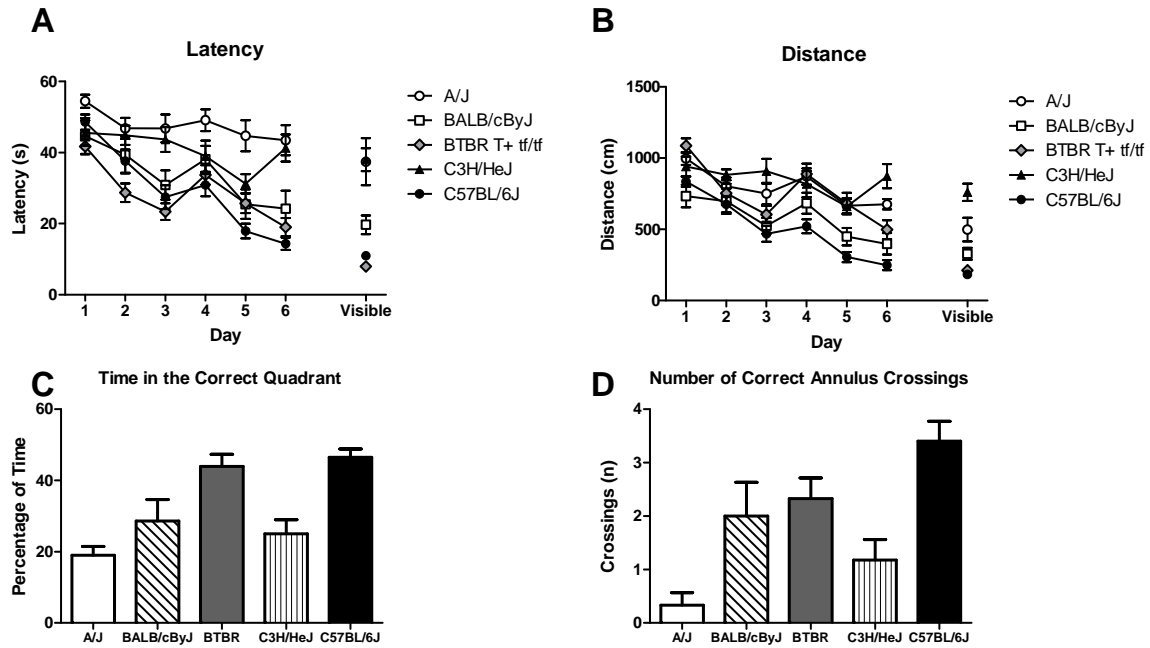 A
Latency
Latency (s)
60
40
20
0
1 2 3 4 5 6 Visible
Day
A/J
BALB/cByJ
BTBR T+ tf/tf
C3H/HeJ
C57BL/6J
B
Distance
Distance (cm)
1500
1000
500
0
1 2 3 4 5 6 Visible
Day
A/J
BALB/cByJ
BTBR T+ tf/tf
C3H/HeJ
C57BL/6J
C
Time in the Correct Quadrant
Percentage of Time
60
40
20
0
A/J BALB/cByJ BTBR C3H/HeJ C57BL/6J
D
Number of Correct Annulus Crossings
Crossings (n)
4
3
2
1
0
A/J BALB/cByJ BTBR C3H/HeJ C57BL/6J